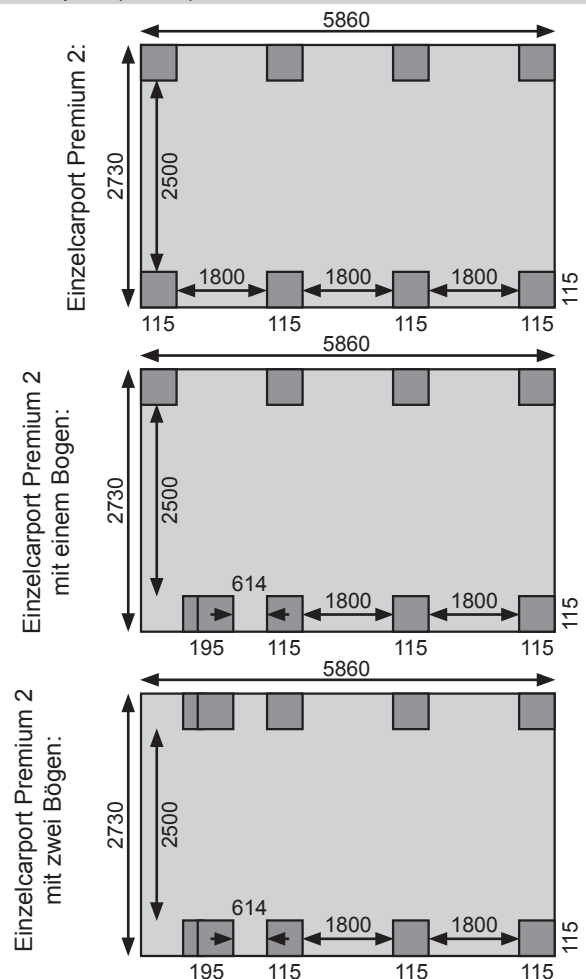 5860
Einzelcarport Premium 2:
2730
2500
1800 1800 1800
115
115 115 115 115
5860
Einzelcarport Premium 2
mit einem Bogen:
2730
2500
614
1800 1800
115
195 115 115 115
5860
Einzelcarport Premium 2
mit zwei Bögen:
2730
2500
614
1800 1800
115
195 115 115 115